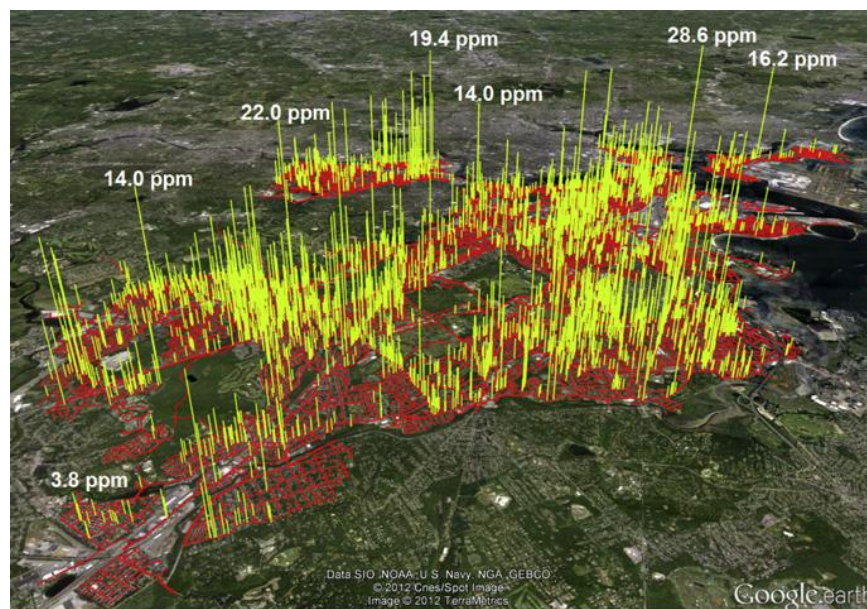 19.4 ppm
28.6 ppm
16.2 ppm
14.0 ppm
22.0 ppm
14.0 ppm
3.8 ppm
Data SIO, NOAA, U.S. Navy, NGA, GEBCO
© 2012 Cnes/Spot Image
Image © 2012 TerraMetrics
Google earth